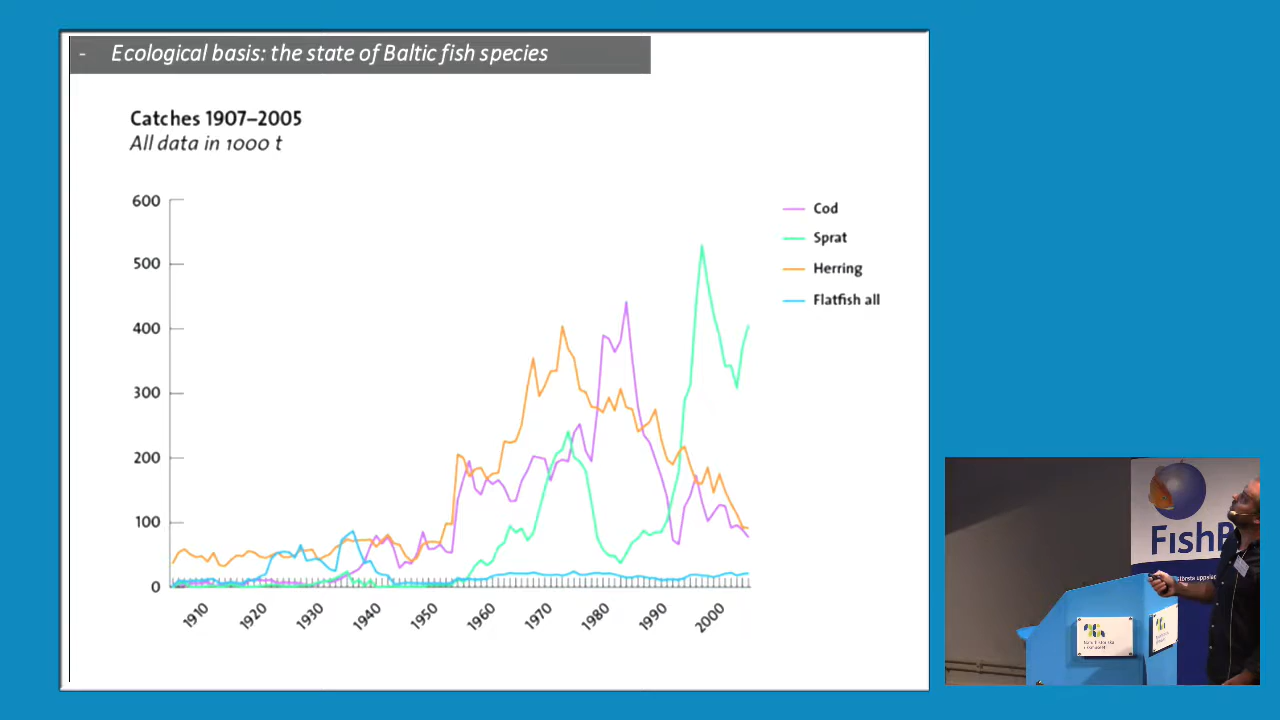 - Ecological basis: the state of Baltic fish species
Catches 1907–2005
All data in 1000 t
600
500
400
300
200
100
0
1910
1920
1930
1940
1950
1960
1970
1980
1990
2000
Cod
Sprat
Herring
Flatfish all
FishB